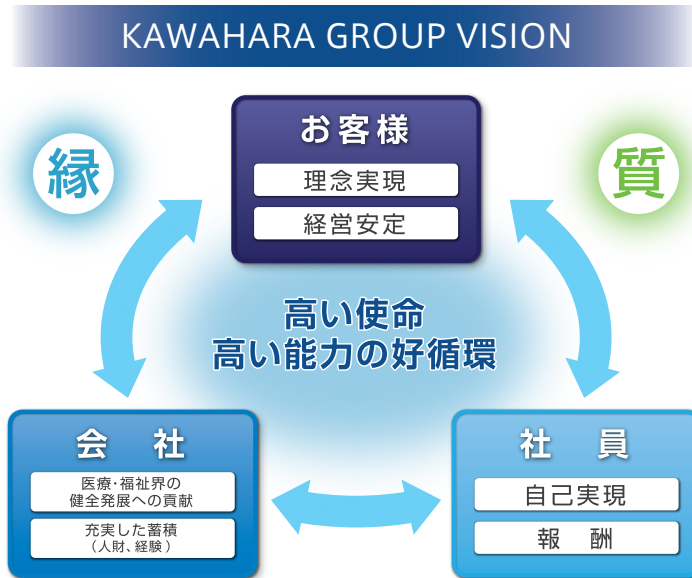 KAWAHARA GROUP VISION
縁
質
お客様
理念実現
経営安定
高い使命
高い能力の好循環
会 社
医療・福祉界の
健全発展への貢献
充実した蓄積
（人財、経験）
社 員
自己実現
報 酬